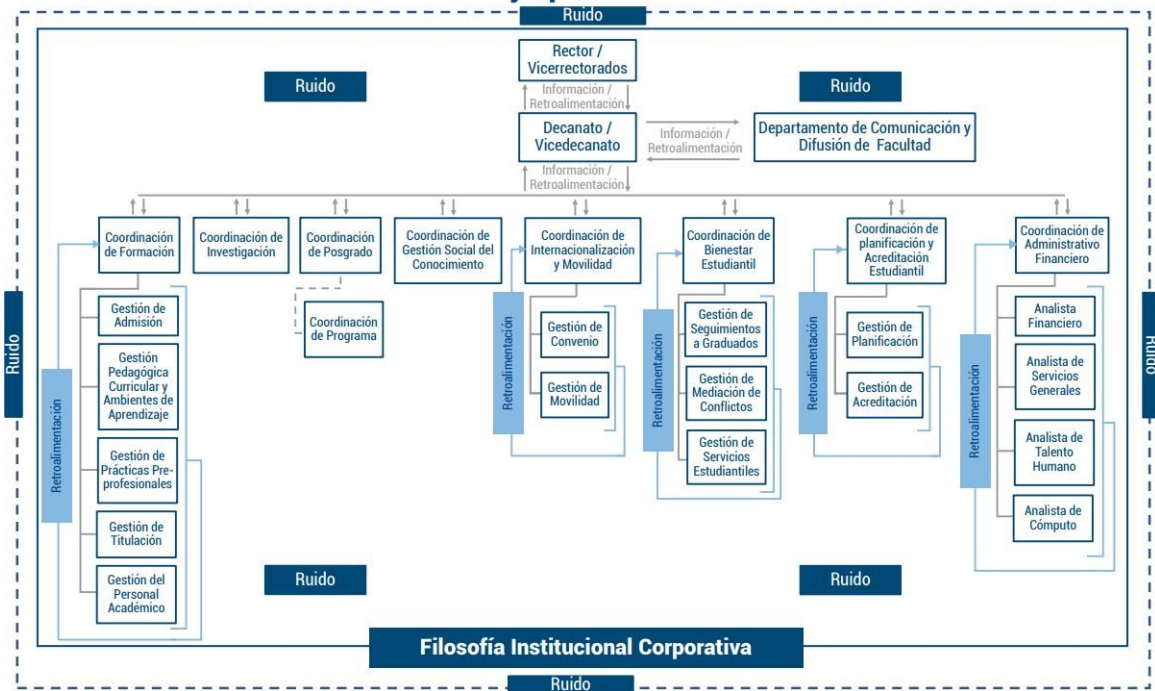 Ruido
Rector /
Vicerrectorados
Ruido
Ruido
Información /
Retroalimentación
Decanato /
Vicedecanato
Información /
Retroalimentación
Departamento de Comunicación y
Difusión de Facultad
Información /
Retroalimentación
Coordinación
de Formación
Coordinación de
Investigación
Coordinación
de Posgrado
Coordinación de
de Gestión Social del
Conocimiento
Coordinación de
Internacionalización
y Movilidad
Coordinación de
Bienestar
Estudiantil
Coordinación de
planificación y
Acreditación
Estudiantil
Coordinación de
Administrativo
Financiero
Retroalimentación
Gestión de
Admisión
Gestión
Pedagógica
Curricular y
Ambientes de
Aprendizaje
Gestión de
Prácticas Pre-
profesionales
Gestión de
Titulación
Gestión del
Personal
Académico
Coordinación
de Programa
Retroalimentación
Gestión de
Convenio
Gestión de
Movilidad
Retroalimentación
Gestión de
Seguimientos
a Graduados
Gestión de
Mediación de
Conflictos
Gestión de
Servicios
Estudiantiles
Retroalimentación
Gestión de
Planificación
Gestión de
Acreditación
Retroalimentación
Analista
Financiero
Analista de
Servicios
Generales
Analista de
Talento
Humano
Analista de
Cómputo
Ruido
Ruido
Ruido
Ruido
Filosofía Institucional Corporativa
Ruido